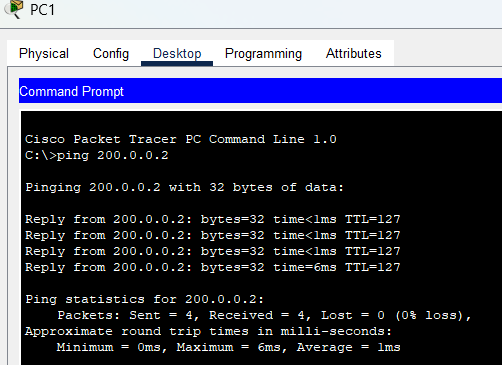 PC1
Physical Config Desktop Programming Attributes
Command Prompt
Cisco Packet Tracer PC Command Line 1.0
C:\>ping 200.0.0.2
Pinging 200.0.0.2 with 32 bytes of data:
Reply from 200.0.0.2: bytes=32 time<1ms TTL=127
Reply from 200.0.0.2: bytes=32 time<1ms TTL=127
Reply from 200.0.0.2: bytes=32 time<1ms TTL=127
Reply from 200.0.0.2: bytes=32 time=6ms TTL=127
Ping statistics for 200.0.0.2:
Packets: Sent = 4, Received = 4, Lost = 0 (0% loss),
Approximate round trip times in milli-seconds:
Minimum = 0ms, Maximum = 6ms, Average = 1ms